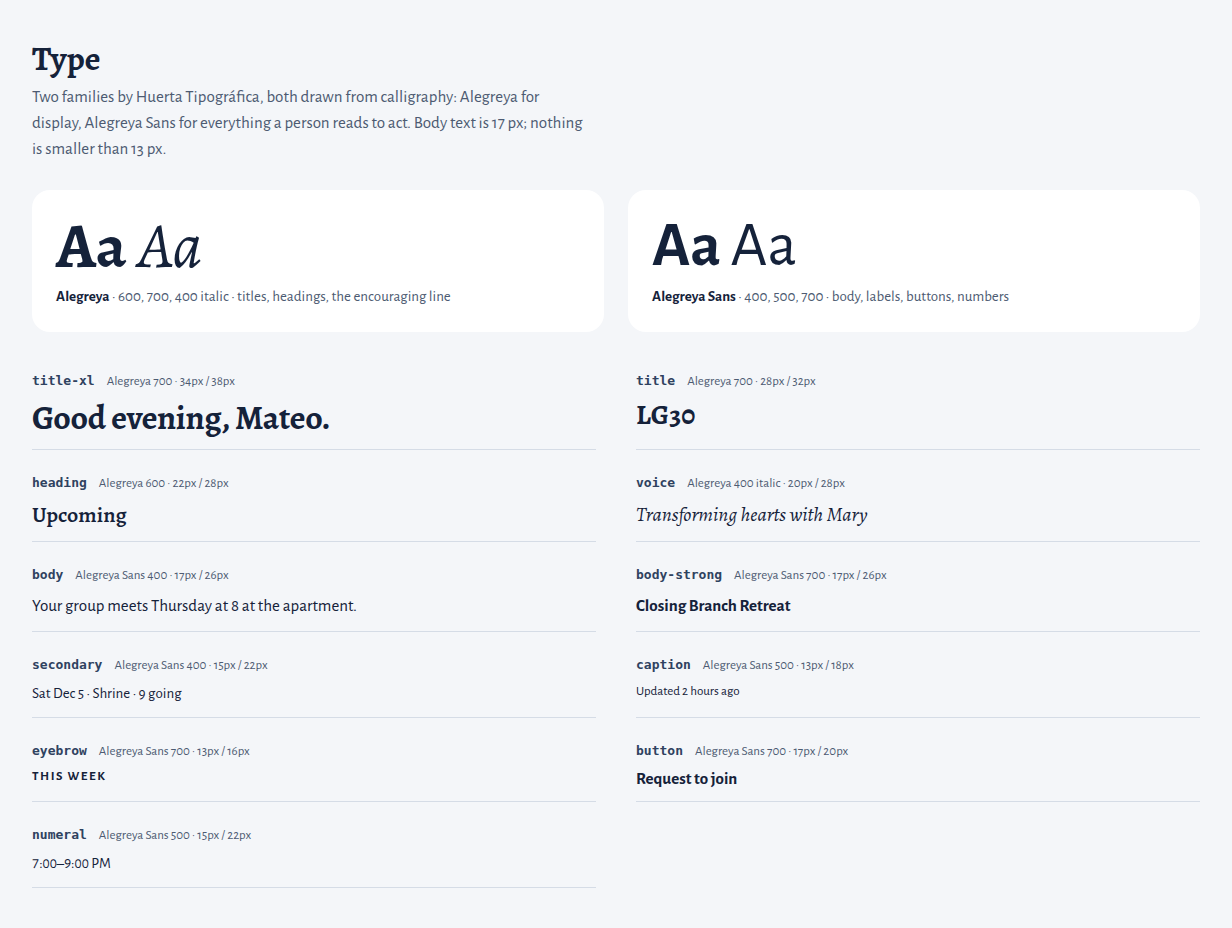 Type
Two families by Huerta Tipográfica, both drawn from calligraphy: Alegreya for
display, Alegreya Sans for everything a person reads to act. Body text is 17 px; nothing
is smaller than 13 px.
Aa Aa
Alegreya · 600, 700, 400 italic · titles, headings, the encouraging line
Aa Aa
Alegreya Sans · 400, 500, 700 · body, labels, buttons, numbers
title-xl Alegreya 700 · 34px / 38px
Good evening, Mateo.
title Alegreya 700 · 28px / 32px
LG30
heading Alegreya 600 · 22px / 28px
Upcoming
voice Alegreya 400 italic · 20px / 28px
Transforming hearts with Mary
body Alegreya Sans 400 · 17px / 26px
Your group meets Thursday at 8 at the apartment.
body-strong Alegreya Sans 700 · 17px / 26px
Closing Branch Retreat
secondary Alegreya Sans 400 · 15px / 22px
Sat Dec 5 · Shrine · 9 going
caption Alegreya Sans 500 · 13px / 18px
Updated 2 hours ago
eyebrow Alegreya Sans 700 · 13px / 16px
THIS WEEK
button Alegreya Sans 700 · 17px / 20px
Request to join
numeral Alegreya Sans 500 · 15px / 22px
7:00–9:00 PM